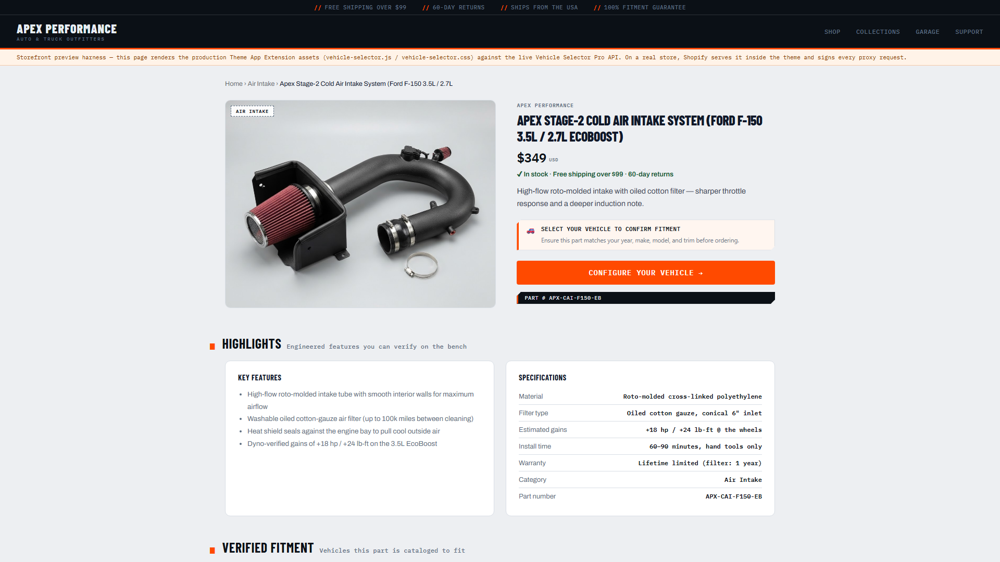 // FREE SHIPPING OVER $99 // 60-DAY RETURNS // SHIPS FROM THE USA // 100% FITMENT GUARANTEE
APEX PERFORMANCE
AUTO & TRUCK OUTFITTERS
SHOP COLLECTIONS GARAGE SUPPORT
Storefront preview harness — this page renders the production Theme App Extension assets (vehicle-selector.js / vehicle-selector.css) against the live Vehicle Selector Pro API. On a real store, Shopify serves it inside the theme and signs every proxy request.
Home › Air Intake › Apex Stage-2 Cold Air Intake System (Ford F-150 3.5L / 2.7L
AIR INTAKE
APEX PERFORMANCE
APEX STAGE-2 COLD AIR INTAKE SYSTEM (FORD F-150
3.5L / 2.7L ECOBOOST)
$349 USD
✓ In stock · Free shipping over $99 · 60-day returns
High-flow roto-molded intake with oiled cotton filter — sharper throttle
response and a deeper induction note.
SELECT YOUR VEHICLE TO CONFIRM FITMENT
Ensure this part matches your year, make, model, and trim before ordering.
CONFIGURE YOUR VEHICLE →
PART # APX-CAI-F150-EB
HIGHLIGHTS Engineered features you can verify on the bench
KEY FEATURES
• High-flow roto-molded intake tube with smooth interior walls for maximum
airflow
• Washable oiled cotton-gauze air filter (up to 100k miles between cleaning)
• Heat shield seals against the engine bay to pull cool outside air
• Dyno-verified gains of +18 hp / +24 lb-ft on the 3.5L EcoBoost
SPECIFICATIONS
Material Roto-molded cross-linked polyethylene
Filter type Oiled cotton gauze, conical 6" inlet
Estimated gains +18 hp / +24 lb-ft @ the wheels
Install time 60–90 minutes, hand tools only
Warranty Lifetime limited (filter: 1 year)
Category Air Intake
Part number APX-CAI-F150-EB
VERIFIED FITMENT Vehicles this part is cataloged to fit